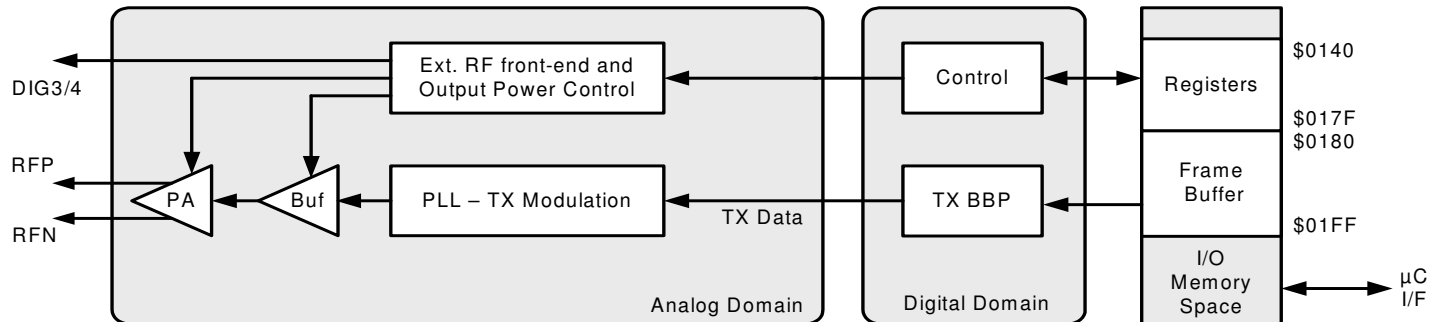 DIG3/4
RFP
RFN
Ext. RF front-end and
Output Power Control
PA
Buf
PLL – TX Modulation
TX Data
Analog Domain
Control
TX BBP
Digital Domain
Registers
Frame
Buffer
I/O
Memory
Space
$0140
$017F
$0180
$01FF
µC
I/F